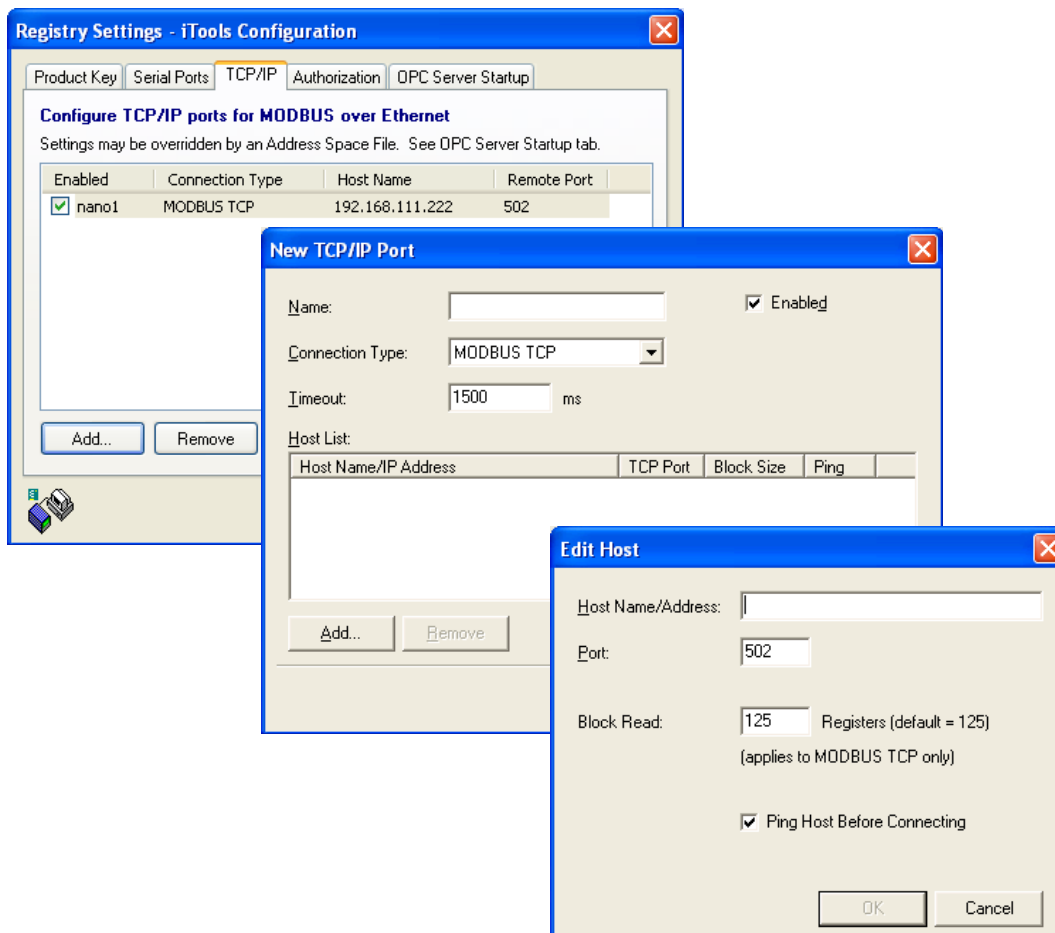 Registry Settings - iTools Configuration
Product Key Serial Ports TCP/IP Authorization OPC Server Startup
Configure TCP/IP ports for MODBUS over Ethernet
Settings may be overridden by an Address Space File. See OPC Server Startup tab.
Enabled Connection Type Host Name Remote Port
nano1 MODBUS TCP 192.168.111.222 502
Add... Remove
New TCP/IP Port
Name: Enabled
Connection Type: MODBUS TCP
Timeout: 1500 ms
Host List:
Host Name/IP Address TCP Port Block Size Ping
Add... Remove
Edit Host
Host Name/Address:
Port: 502
Block Read: 125 Registers (default = 125)
(applies to MODBUS TCP only)
Ping Host Before Connecting
OK Cancel